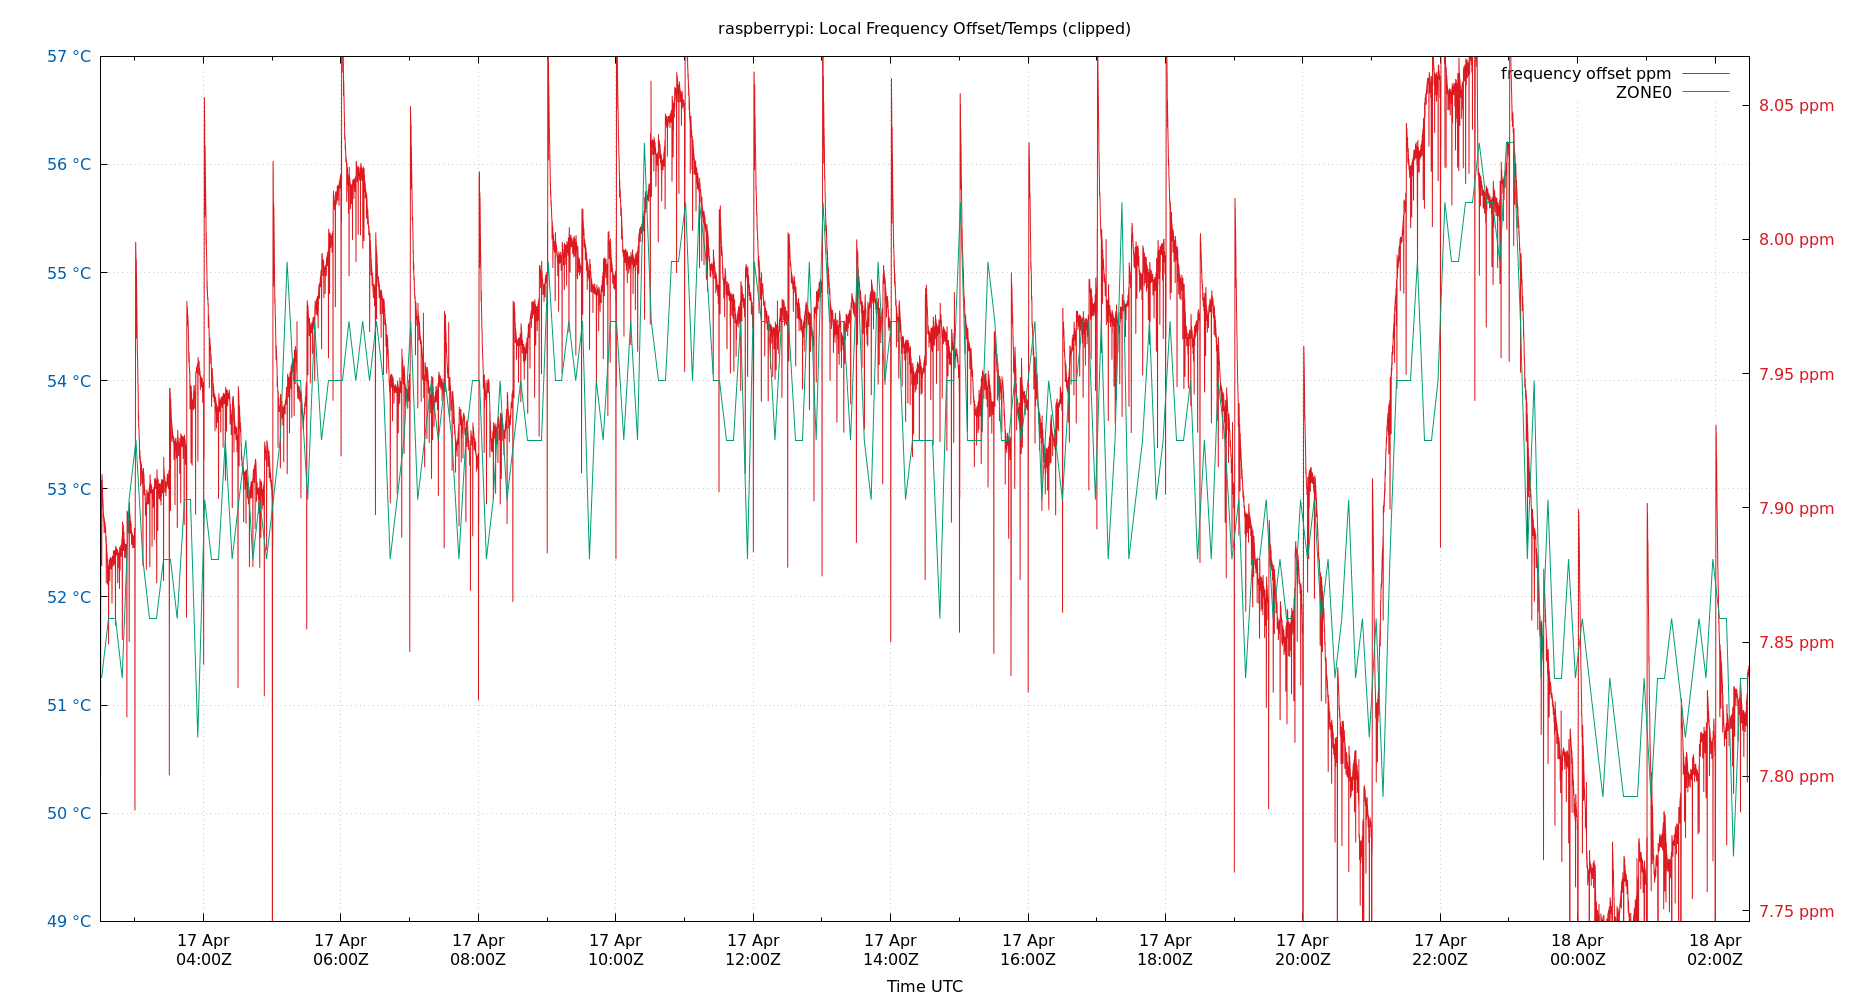 raspberrypi: Local Frequency Offset/Temps (clipped)
57 °C
56 °C
55 °C
54 °C
53 °C
52 °C
51 °C
50 °C
49 °C
frequency offset ppm
ZONE0
8.05 ppm
8.00 ppm
7.95 ppm
7.90 ppm
7.85 ppm
7.80 ppm
7.75 ppm
17 Apr
04:00Z
17 Apr
06:00Z
17 Apr
08:00Z
17 Apr
10:00Z
17 Apr
12:00Z
17 Apr
14:00Z
17 Apr
16:00Z
17 Apr
18:00Z
17 Apr
20:00Z
17 Apr
22:00Z
18 Apr
00:00Z
18 Apr
02:00Z
Time UTC